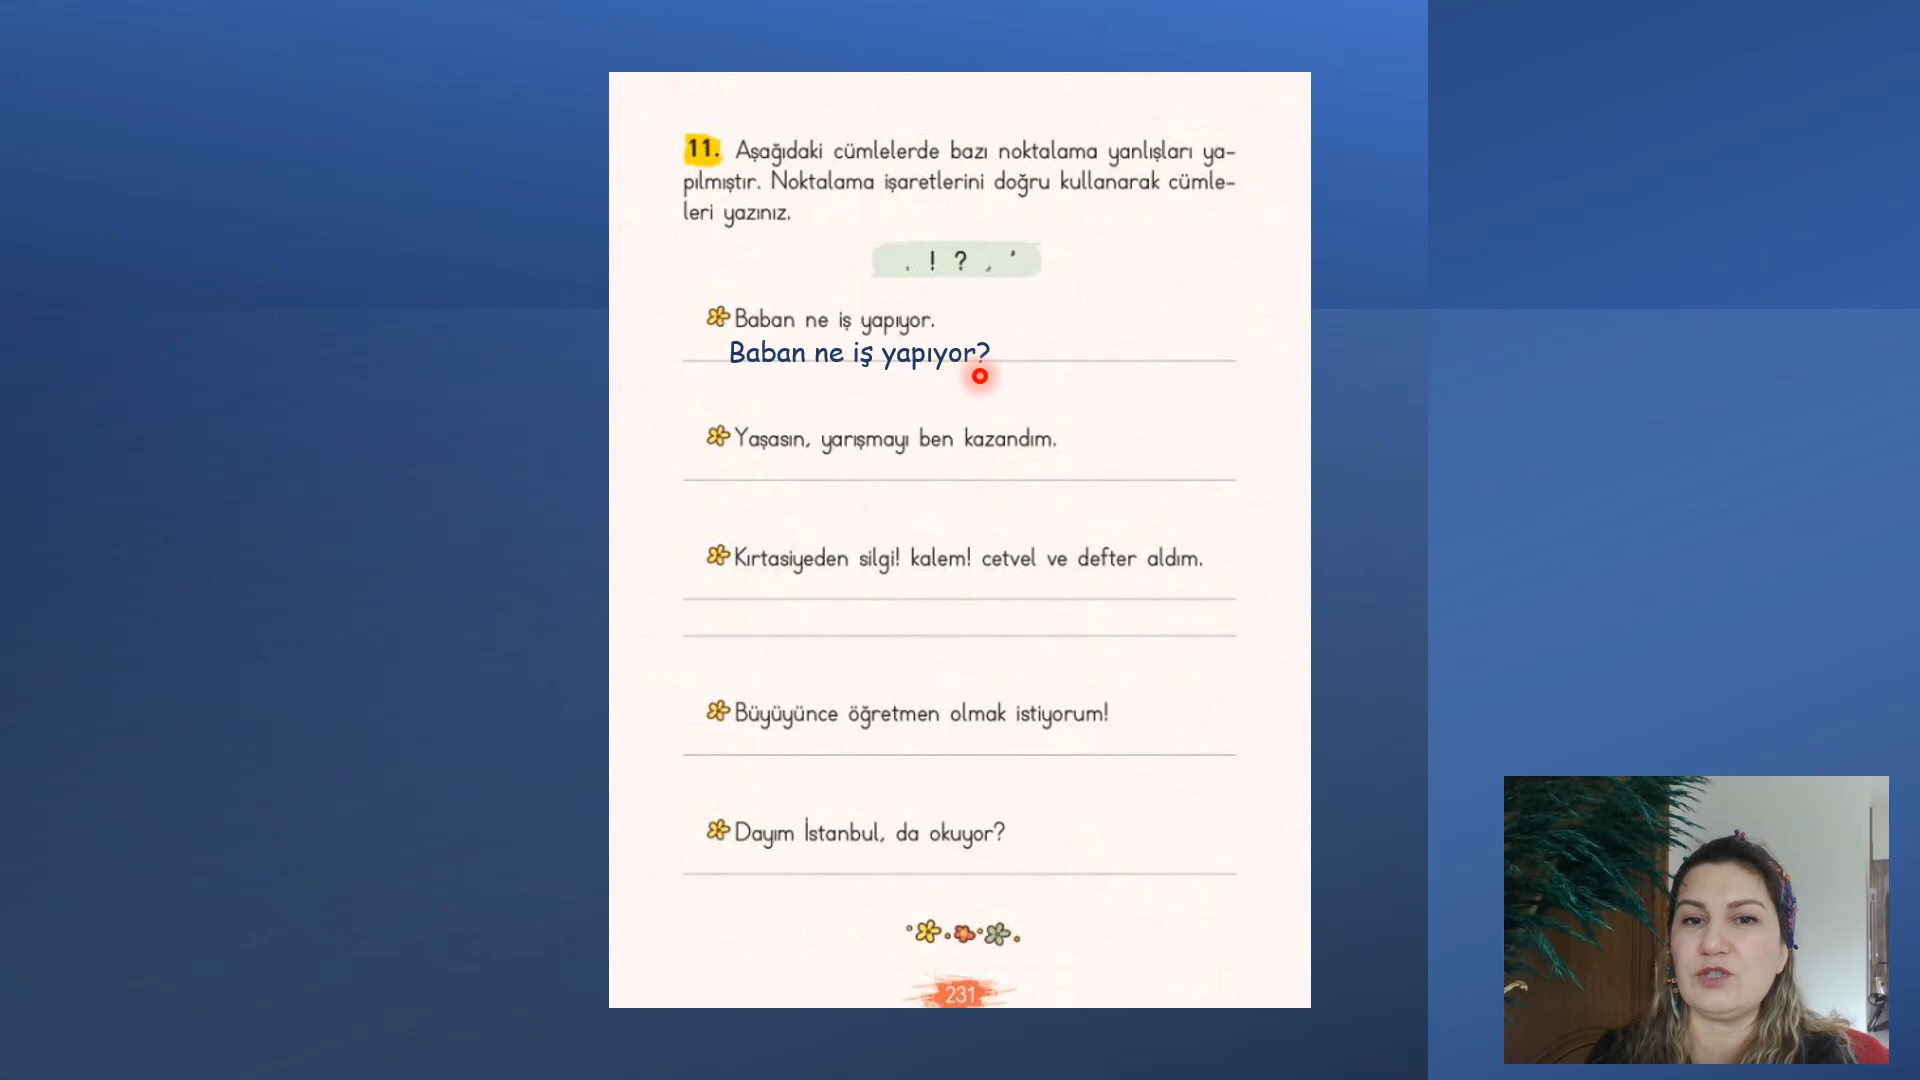 11. Aşağıdaki cümlelerde bazı noktalama yanlışları ya-
pılmıştır. Noktalama işaretlerini doğru kullanarak cümle-
leri yazınız.
. ! ? , '
Baban ne iş yapıyor.
Baban ne iş yapıyor?
Yaşasın, yarışmayı ben kazandım.
Kırtasiyeden silgi! kalem! cetvel ve defter aldım.
Büyüyünce öğretmen olmak istiyorum!
Dayım İstanbul, da okuyor?
231